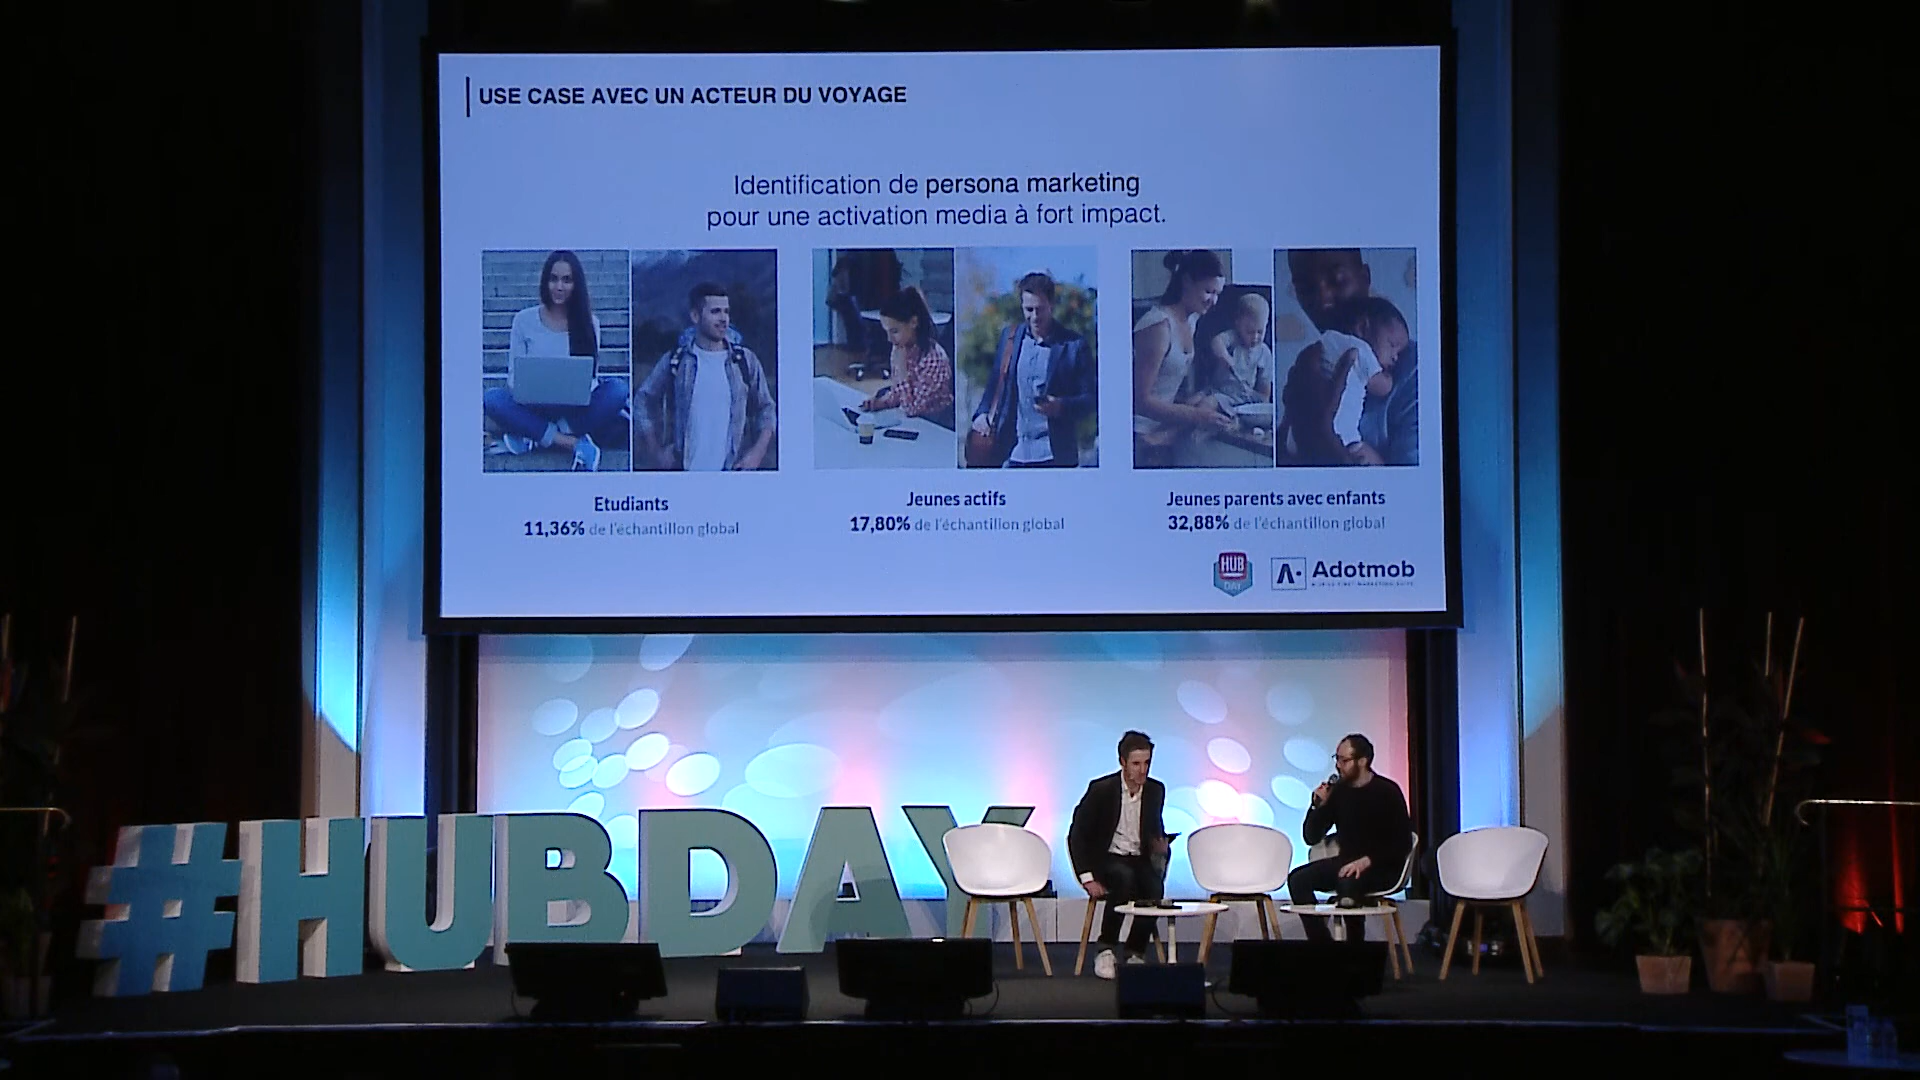 USE CASE AVEC UN ACTEUR DU VOYAGE
Identification de persona marketing
pour une activation media à fort impact.
Etudiants
11,36% de l'échantillon global
Jeunes actifs
17,80% de l'échantillon global
Jeunes parents avec enfants
32,88% de l'échantillon global
HUB
DAY
A. Adotmob
#HUBDAY